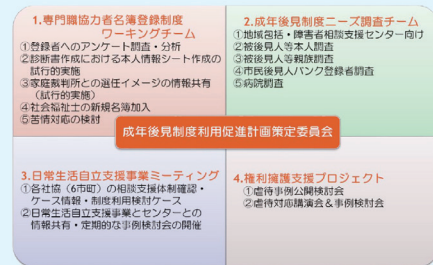 1.専門職協力者名簿登録制度
ワーキングチーム
①登録者へのアンケート調査・分析
②診断書作成における本人情報シート作成の
試行的実施
③家庭裁判所との選任イメージの情報共有
（試行的実施）
④社会福祉士の新規名簿加入
⑤苦情対応の検討
2.成年後見制度ニーズ調査チーム
①地域包括・障害者相談支援センター向け
②被後見人等本人調査
③被後見人等親族調査
④市民後見人バンク登録者調査
⑤病院調査
成年後見制度利用促進計画策定委員会
3.日常生活自立支援事業ミーティング
①各社協（6市町）の相談支援体制確認・
ケース情報・制度利用検討ケース
②日常生活自立支援事業とセンターとの
情報共有・定期的な事例検討会の開催
4.権利擁護支援プロジェクト
①虐待事例公開検討会
②虐待対応講演会＆事例検討会